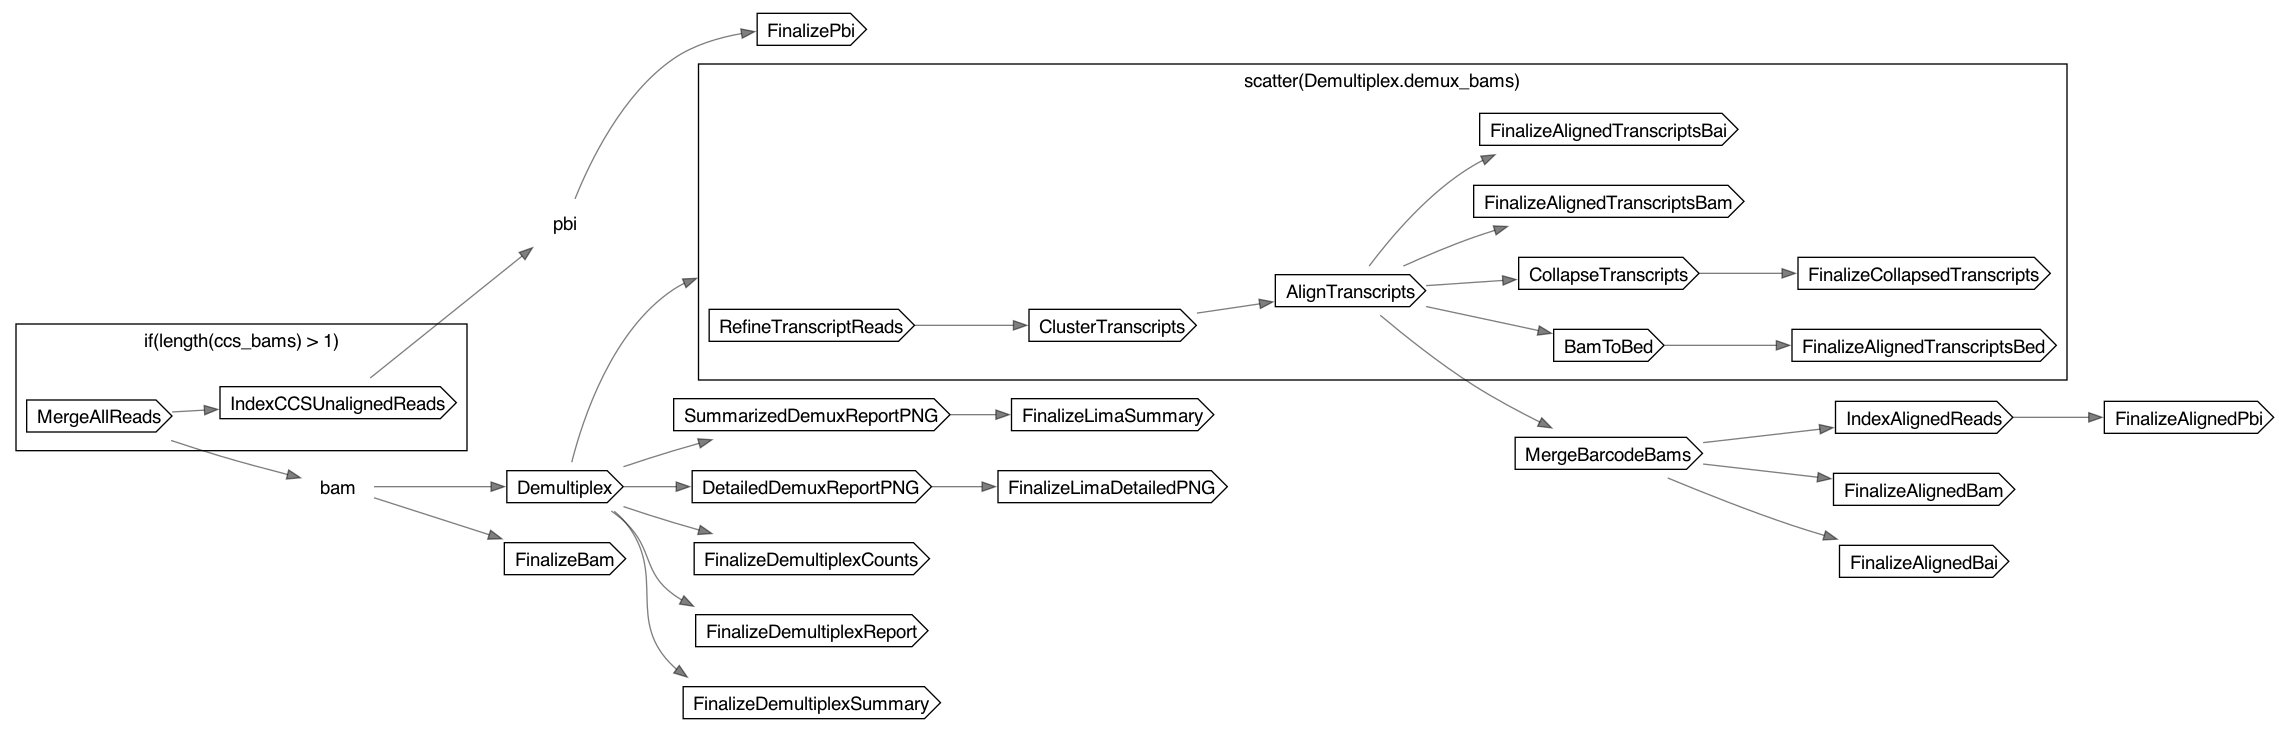 FinalizePbi
scatter(Demultiplex.demux_bams)
FinalizeAlignedTranscriptsBai
FinalizeAlignedTranscriptsBam
pbi
CollapseTranscripts
FinalizeCollapsedTranscripts
AlignTranscripts
RefineTranscriptReads
ClusterTranscripts
BamToBed
FinalizeAlignedTranscriptsBed
if(length(ccs_bams) > 1)
MergeAllReads
IndexCCSUnalignedReads
SummarizedDemuxReportPNG
FinalizeLimaSummary
IndexAlignedReads
FinalizeAlignedPbi
MergeBarcodeBams
bam
Demultiplex
DetailedDemuxReportPNG
FinalizeLimaDetailedPNG
FinalizeAlignedBam
FinalizeBam
FinalizeDemultiplexCounts
FinalizeAlignedBai
FinalizeDemultiplexReport
FinalizeDemultiplexSummary